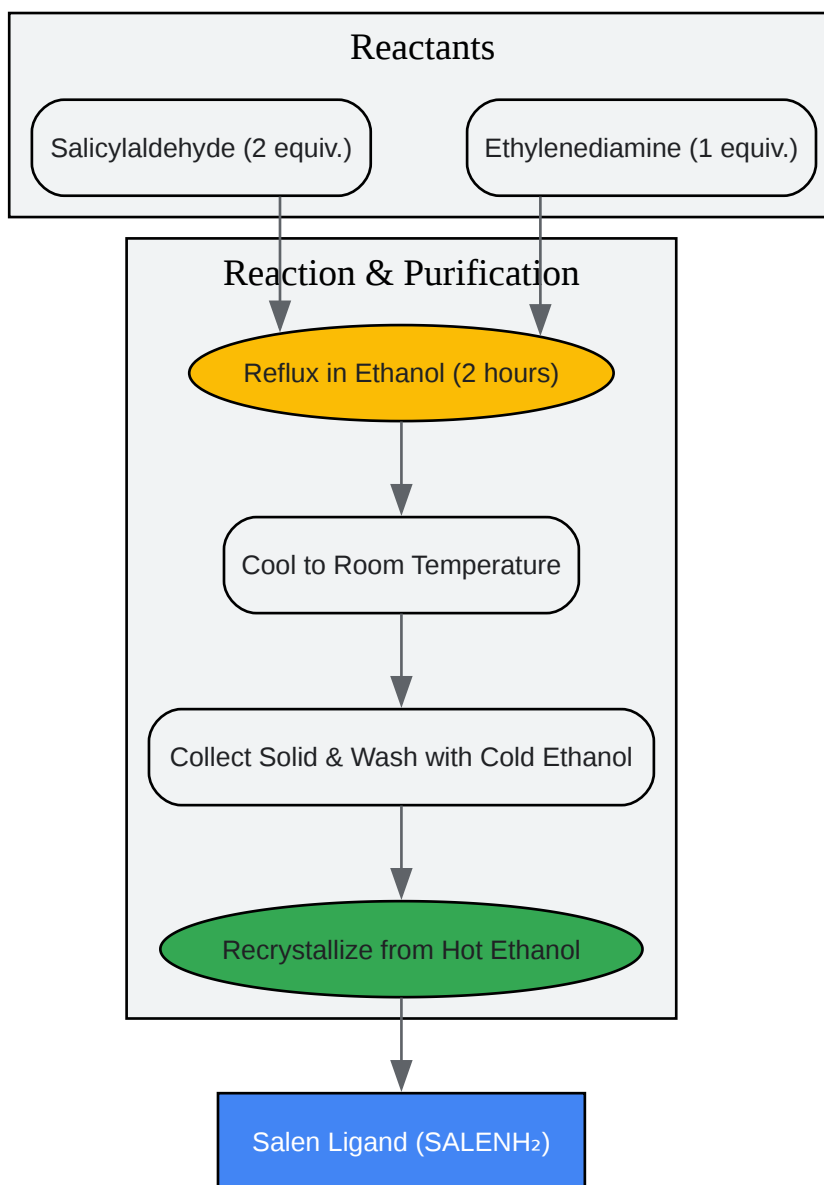 Reactants
Salicylaldehyde (2 equiv.)
Ethylenediamine (1 equiv.)
Reaction & Purification
Reflux in Ethanol (2 hours)
Cool to Room Temperature
Collect Solid & Wash with Cold Ethanol
Recrystallize from Hot Ethanol
Salen Ligand (SALENH₂)